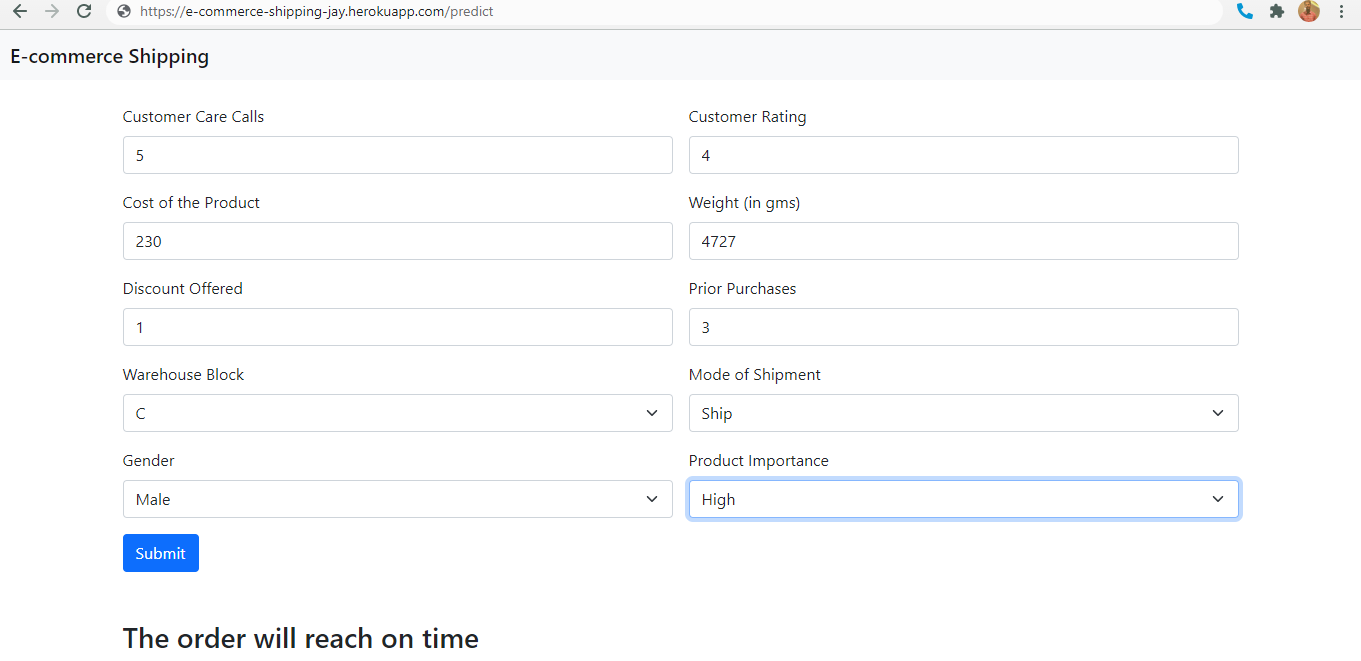 https://e-commerce-shipping-jay.herokuapp.com/predict
E-commerce Shipping
Customer Care Calls
Customer Rating
5
4
Cost of the Product
Weight (in gms)
230
4727
Discount Offered
Prior Purchases
1
3
Warehouse Block
Mode of Shipment
C
Ship
Gender
Product Importance
Male
High
Submit
The order will reach on time